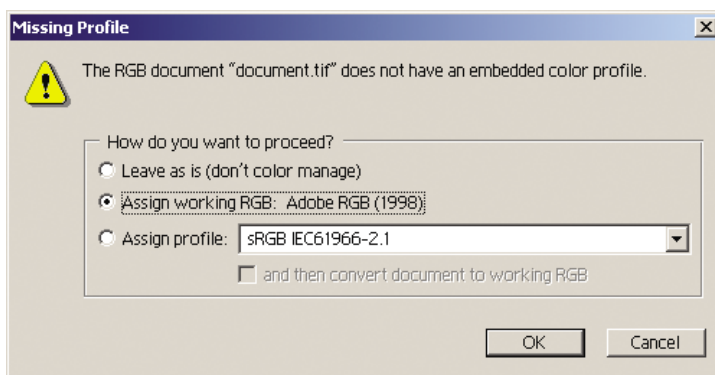 Missing Profile
The RGB document “document.tif” does not have an embedded color profile.
How do you want to proceed?
Leave as is (don't color manage)
Assign working RGB: Adobe RGB (1998)
Assign profile: sRGB IEC61966-2.1
and then convert document to working RGB
OK Cancel